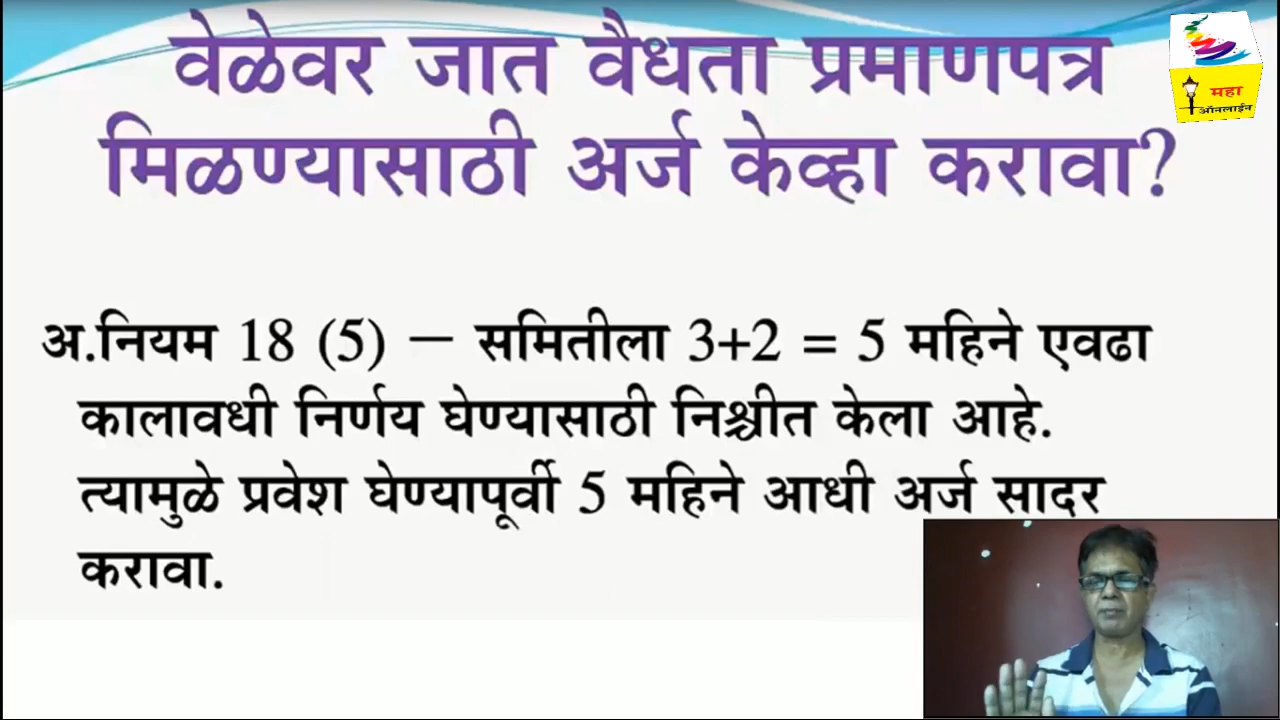 वेळेवर जात वैधता प्रमाणपत्र
मिळण्यासाठी अर्ज केव्हा करावा?
महा
ऑनलाईन
अ.नियम 18 (5) – समितीला 3+2 = 5 महिने एवढा
कालावधी निर्णय घेण्यासाठी निश्चीत केला आहे.
त्यामुळे प्रवेश घेण्यापूर्वी 5 महिने आधी अर्ज सादर
करावा.